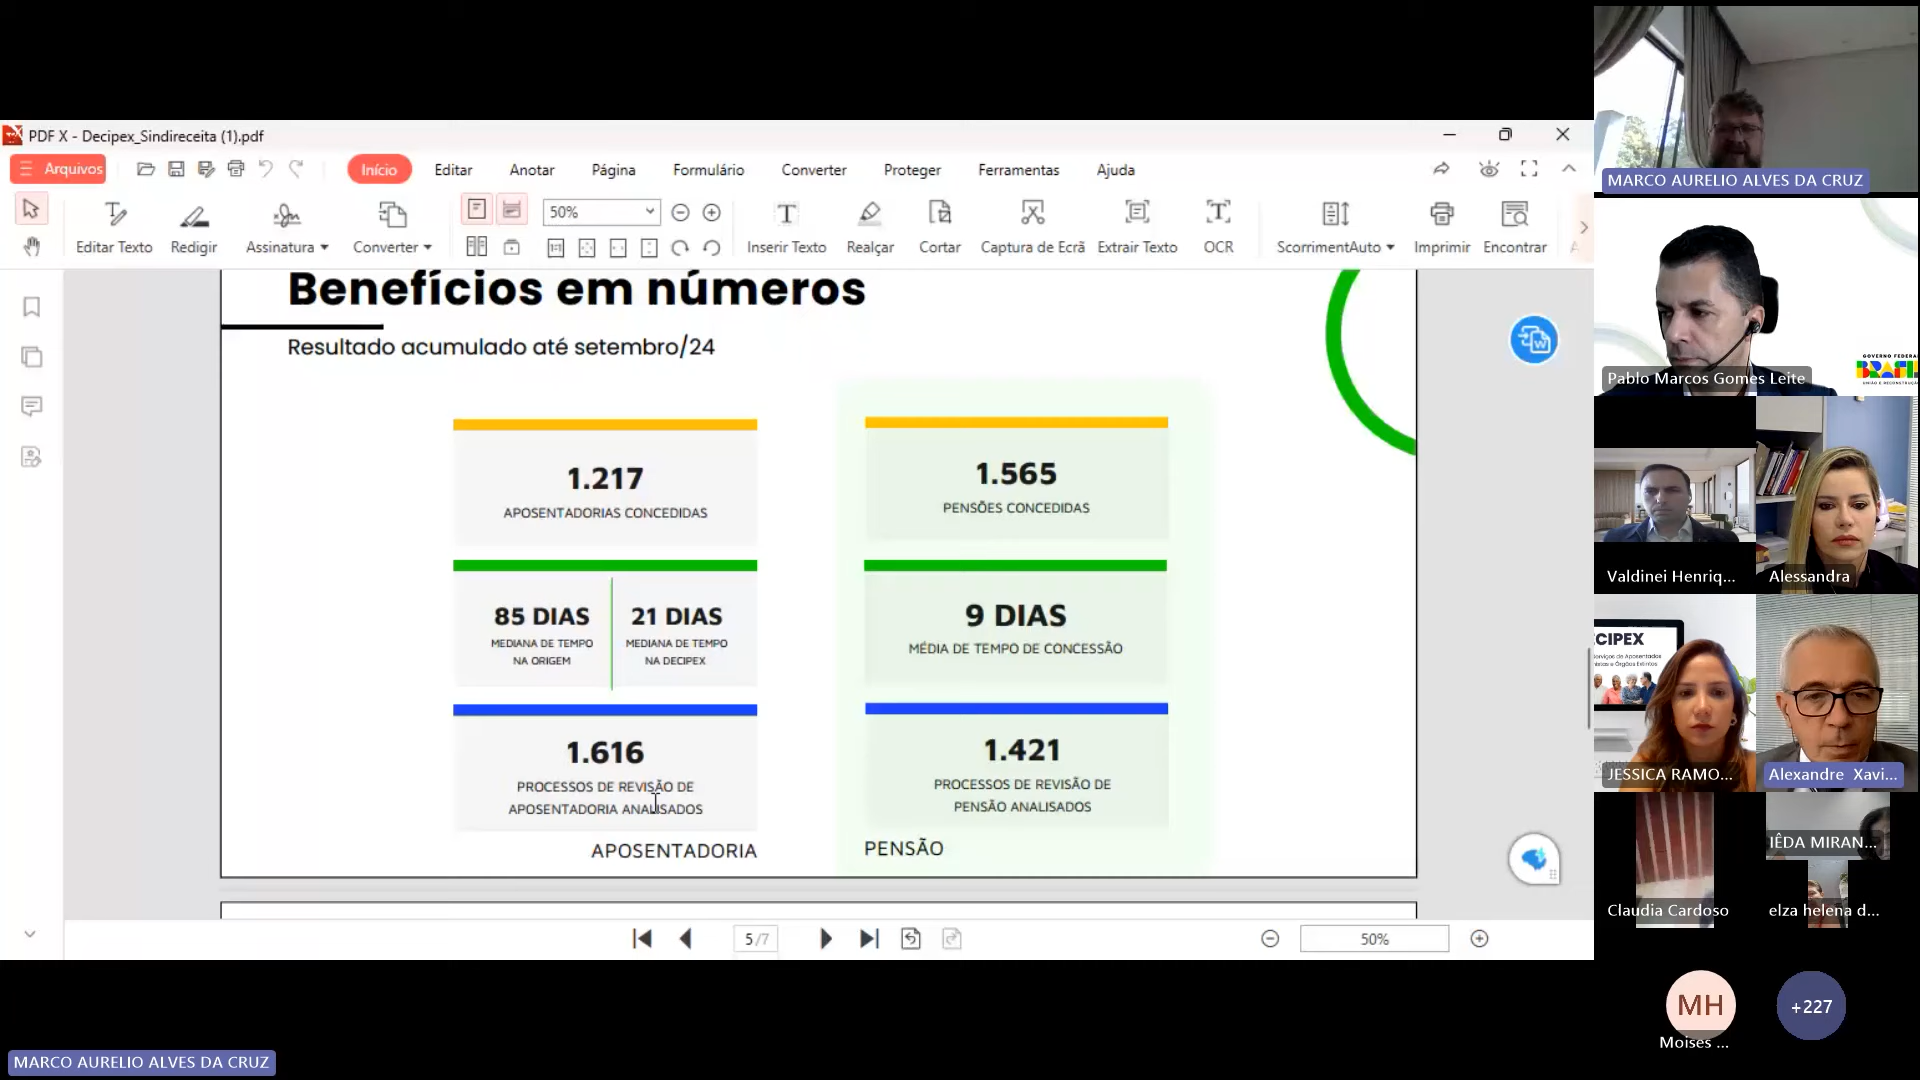 PDF X - Decipex_Sindireceita (1).pdf
Arquivos
Início
Editar
Anotar
Página
Formulário
Converter
Proteger
Ferramentas
Ajuda
50%
Editar Texto
Redigir
Assinatura
Converter
Inserir Texto
Realçar
Cortar
Captura de Ecrã
Extrair Texto
OCR
ScorrimentAuto
Imprimir
Encontrar
Benefícios em números
Resultado acumulado até setembro/24
1.217
APOSENTADORIAS CONCEDIDAS
85 DIAS
MEDIANA DE TEMPO
NA ORIGEM
21 DIAS
MEDIANA DE TEMPO
NA DECIPEX
1.616
PROCESSOS DE REVISÃO DE
APOSENTADORIA ANALISADOS
APOSENTADORIA
1.565
PENSÕES CONCEDIDAS
9 DIAS
MÉDIA DE TEMPO DE CONCESSÃO
1.421
PROCESSOS DE REVISÃO DE
PENSÃO ANALISADOS
PENSÃO
5/7
50%
MARCO AURELIO ALVES DA CRUZ
MARCO AURELIO ALVES DA CRUZ
GOVERNO FEDERAL
BRASIL
Pablo Marcos Gomes Leite
Valdinei Henriq...
Alessandra
ECIPEX
JESSICA RAMO...
Alexandre Xavi...
Claudia Cardoso
IÊDA MIRAN...
elza helena d...
MH
Moises ...
+227